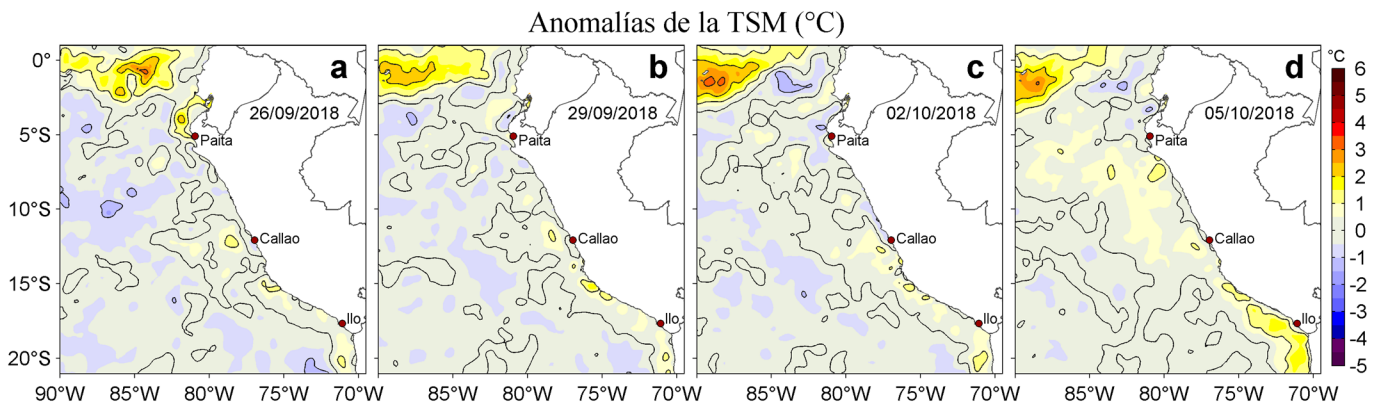 Anomalías de la TSM (°C)
a
26/09/2018
Paita
Callao
Ilo
b
29/09/2018
Paita
Callao
Ilo
c
02/10/2018
Paita
Callao
Ilo
d
05/10/2018
Paita
Callao
Ilo
0°
5°S
10°S
15°S
20°S
90°W 85°W 80°W 75°W 70°W
85°W 80°W 75°W 70°W
85°W 80°W 75°W 70°W
85°W 80°W 75°W 70°W
°C
6
5
4
3
2
1
0
-1
-2
-3
-4
-5